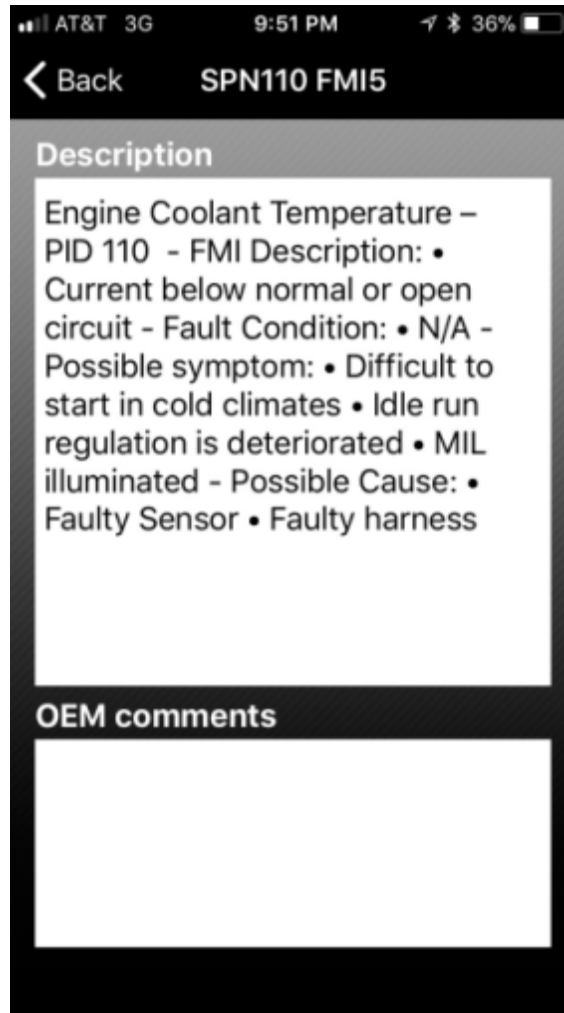 AT&T 3G 9:51 PM 36%
Back SPN110 FMI5
Description
Engine Coolant Temperature –
PID 110 - FMI Description: •
Current below normal or open
circuit - Fault Condition: • N/A -
Possible symptom: • Difficult to
start in cold climates • Idle run
regulation is deteriorated • MIL
illuminated - Possible Cause: •
Faulty Sensor • Faulty harness
OEM comments